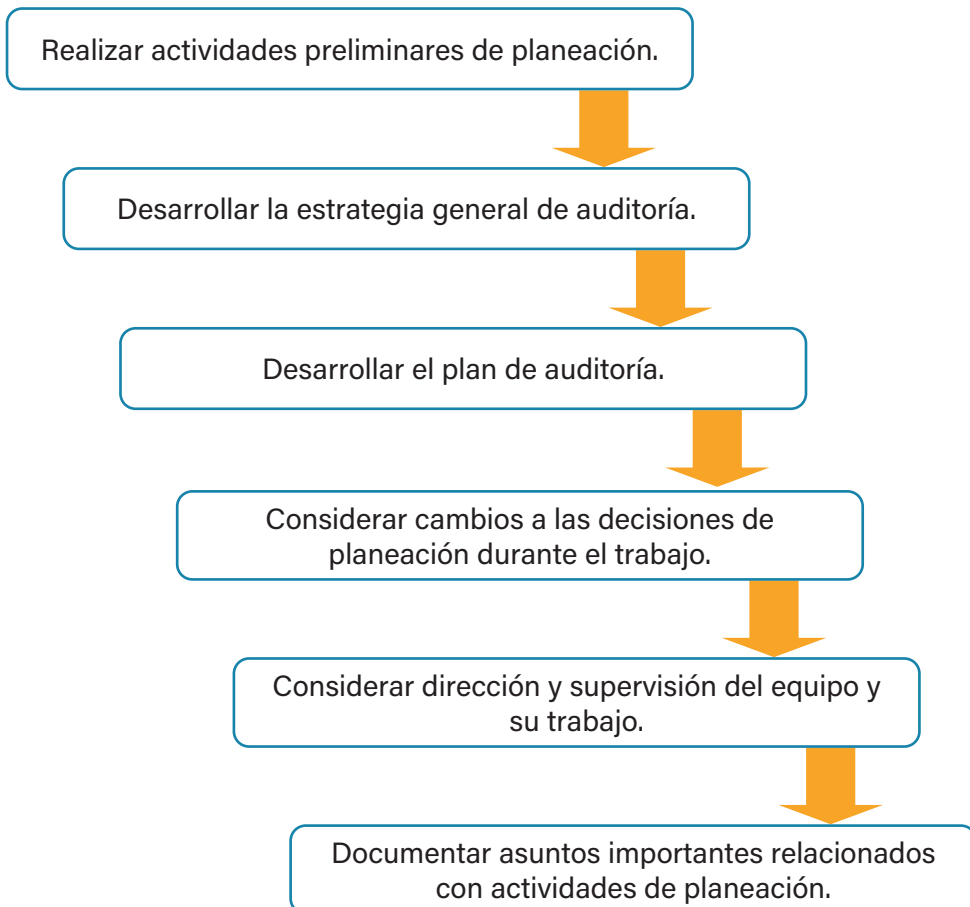 Realizar actividades preliminares de planeación.
Desarrollar la estrategia general de auditoría.
Desarrollar el plan de auditoría.
Considerar cambios a las decisiones de
planeación durante el trabajo.
Considerar dirección y supervisión del equipo y
su trabajo.
Documentar asuntos importantes relacionados
con actividades de planeación.